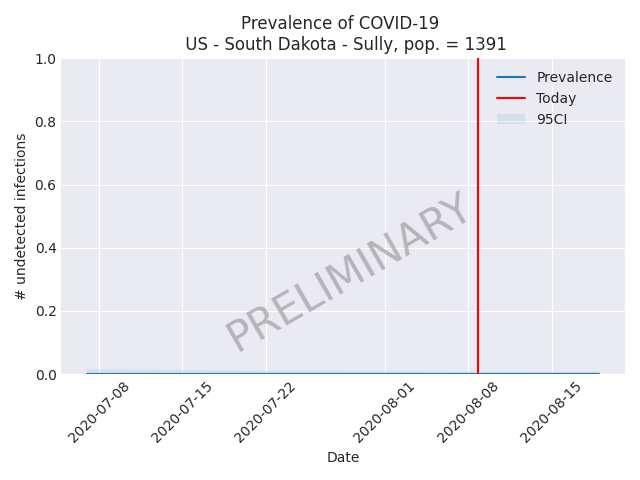 Prevalence of COVID-19
US - South Dakota - Sully, pop. = 1391
Prevalence
Today
95CI
# undetected infections
1.0
0.8
0.6
0.4
0.2
0.0
PRELIMINARY
2020-07-08
2020-07-15
2020-07-22
2020-08-01
2020-08-08
2020-08-15
Date